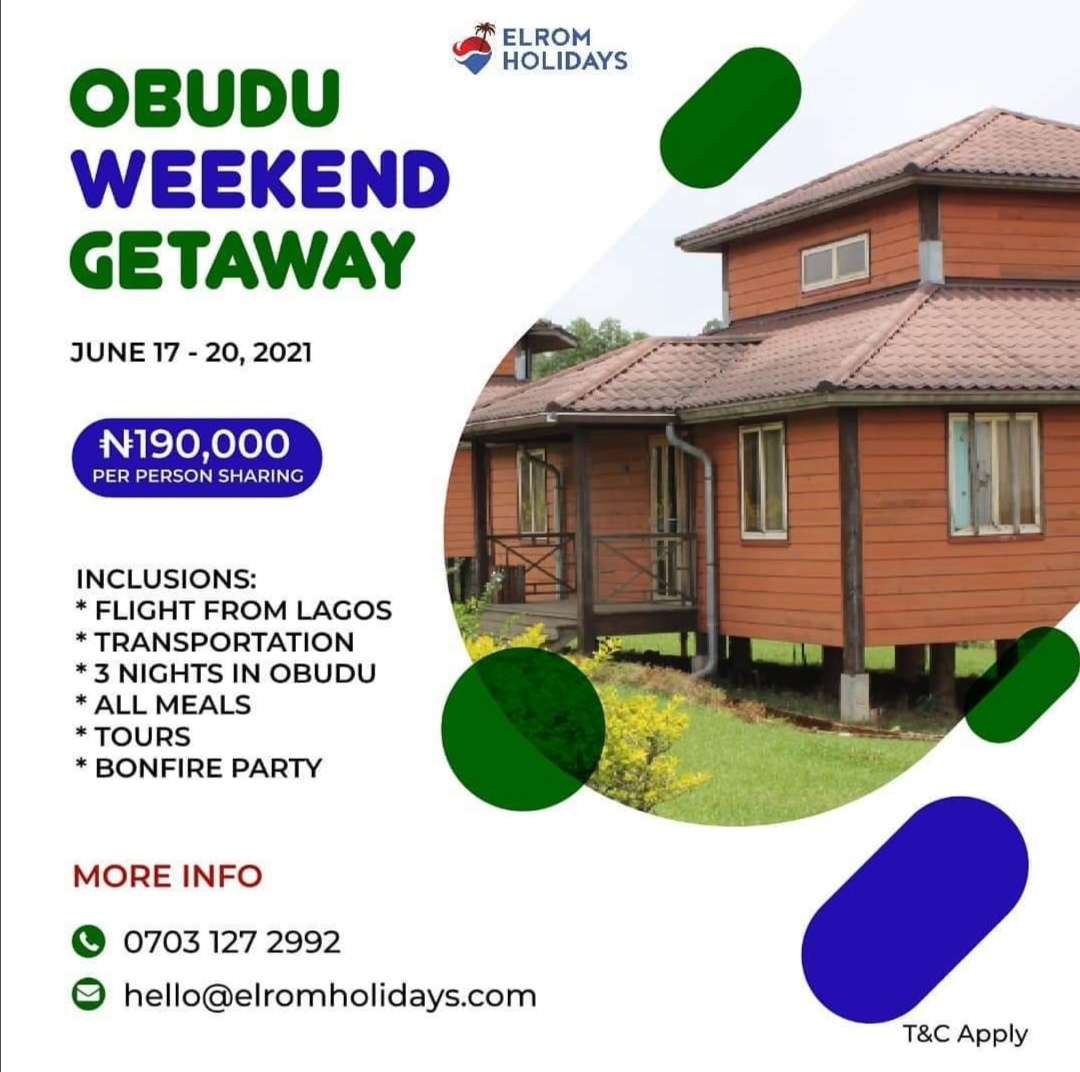 ELROM
HOLIDAYS
OBUDU
WEEKEND
GETAWAY
JUNE 17 - 20, 2021
₦190,000
PER PERSON SHARING
INCLUSIONS:
* FLIGHT FROM LAGOS
* TRANSPORTATION
* 3 NIGHTS IN OBUDU
* ALL MEALS
* TOURS
* BONFIRE PARTY
MORE INFO
0703 127 2992
hello@elromholidays.com
T&C Apply